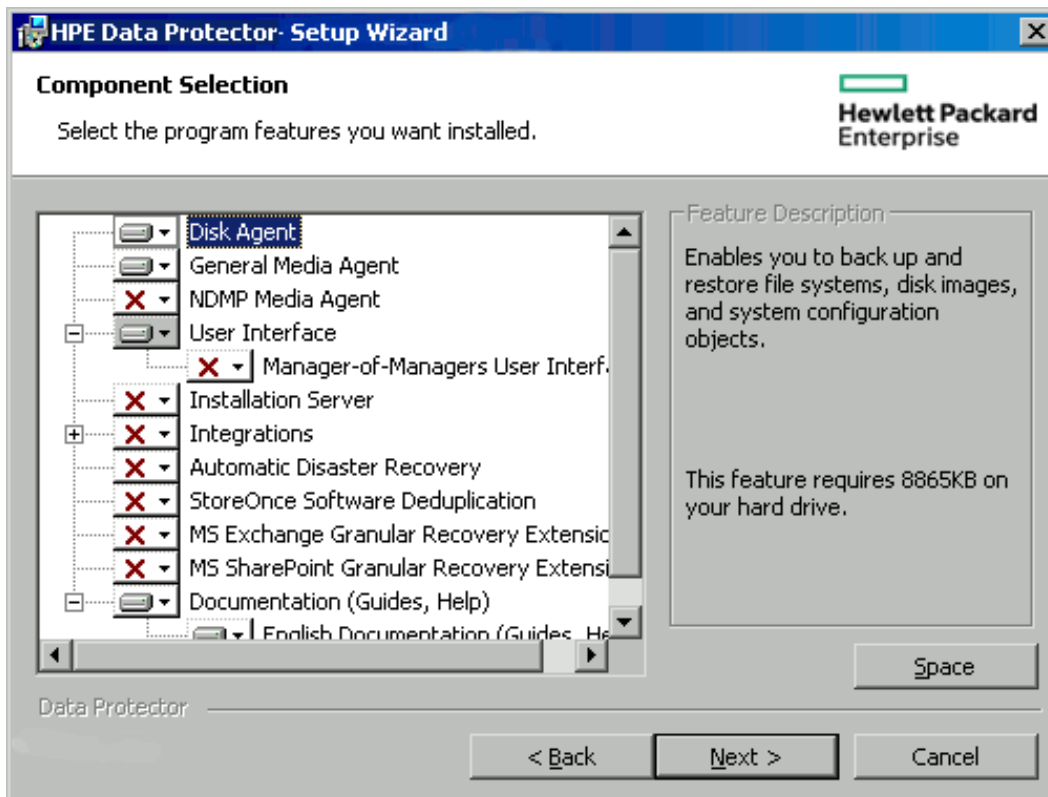 HPE Data Protector- Setup Wizard
Component Selection
Select the program features you want installed.
Hewlett Packard
Enterprise
Disk Agent
General Media Agent
NDMP Media Agent
User Interface
Manager-of-Managers User Interf
Installation Server
Integrations
Automatic Disaster Recovery
StoreOnce Software Deduplication
MS Exchange Granular Recovery Extensic
MS SharePoint Granular Recovery Extensi
Documentation (Guides, Help)
English Documentation (Guides, He
Feature Description
Enables you to back up and
restore file systems, disk images,
and system configuration
objects.
This feature requires 8865KB on
your hard drive.
Space
Data Protector
< Back
Next >
Cancel